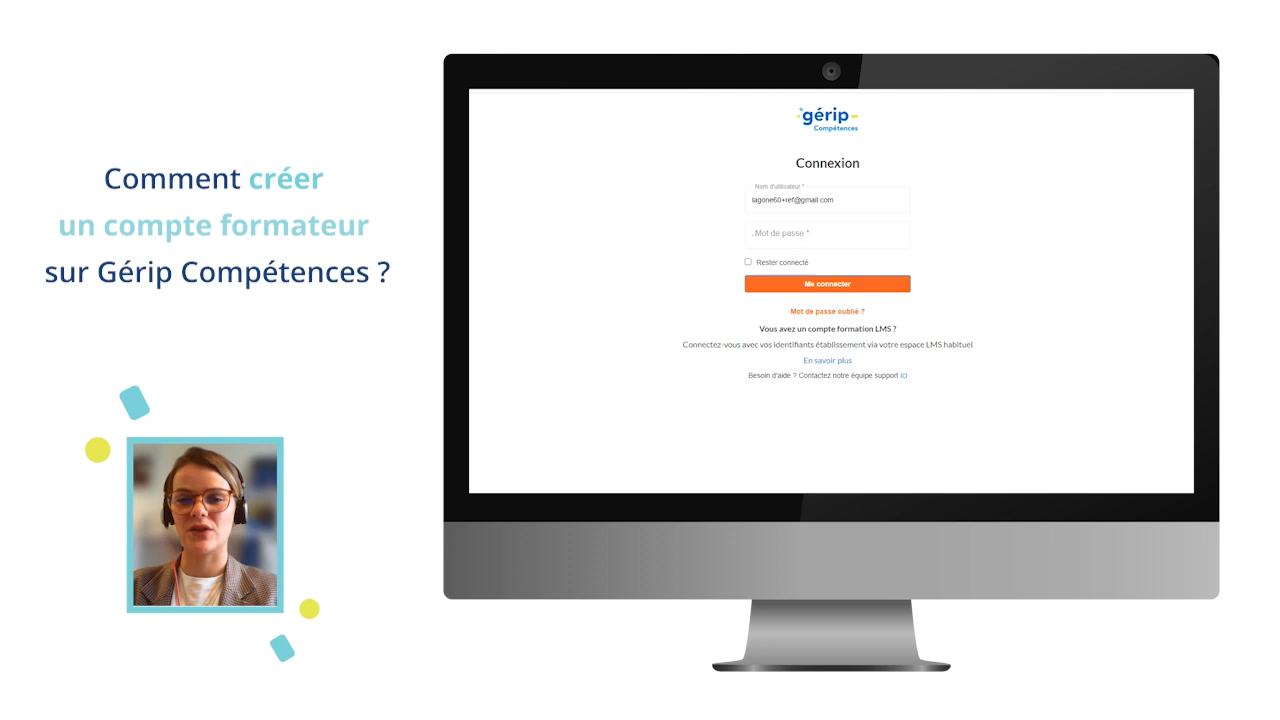 Comment créer
un compte formateur
sur Gérip Compétences ?
gérip
Compétences
Connexion
Nom d'utilisateur *
lagone60+ref@gmail.com
Mot de passe *
Rester connecté
Me connecter
Mot de passe oublié ?
Vous avez un compte formation LMS ?
Connectez-vous avec vos identifiants établissement via votre espace LMS habituel
En savoir plus
Besoin d'aide ? Contactez notre équipe support ici